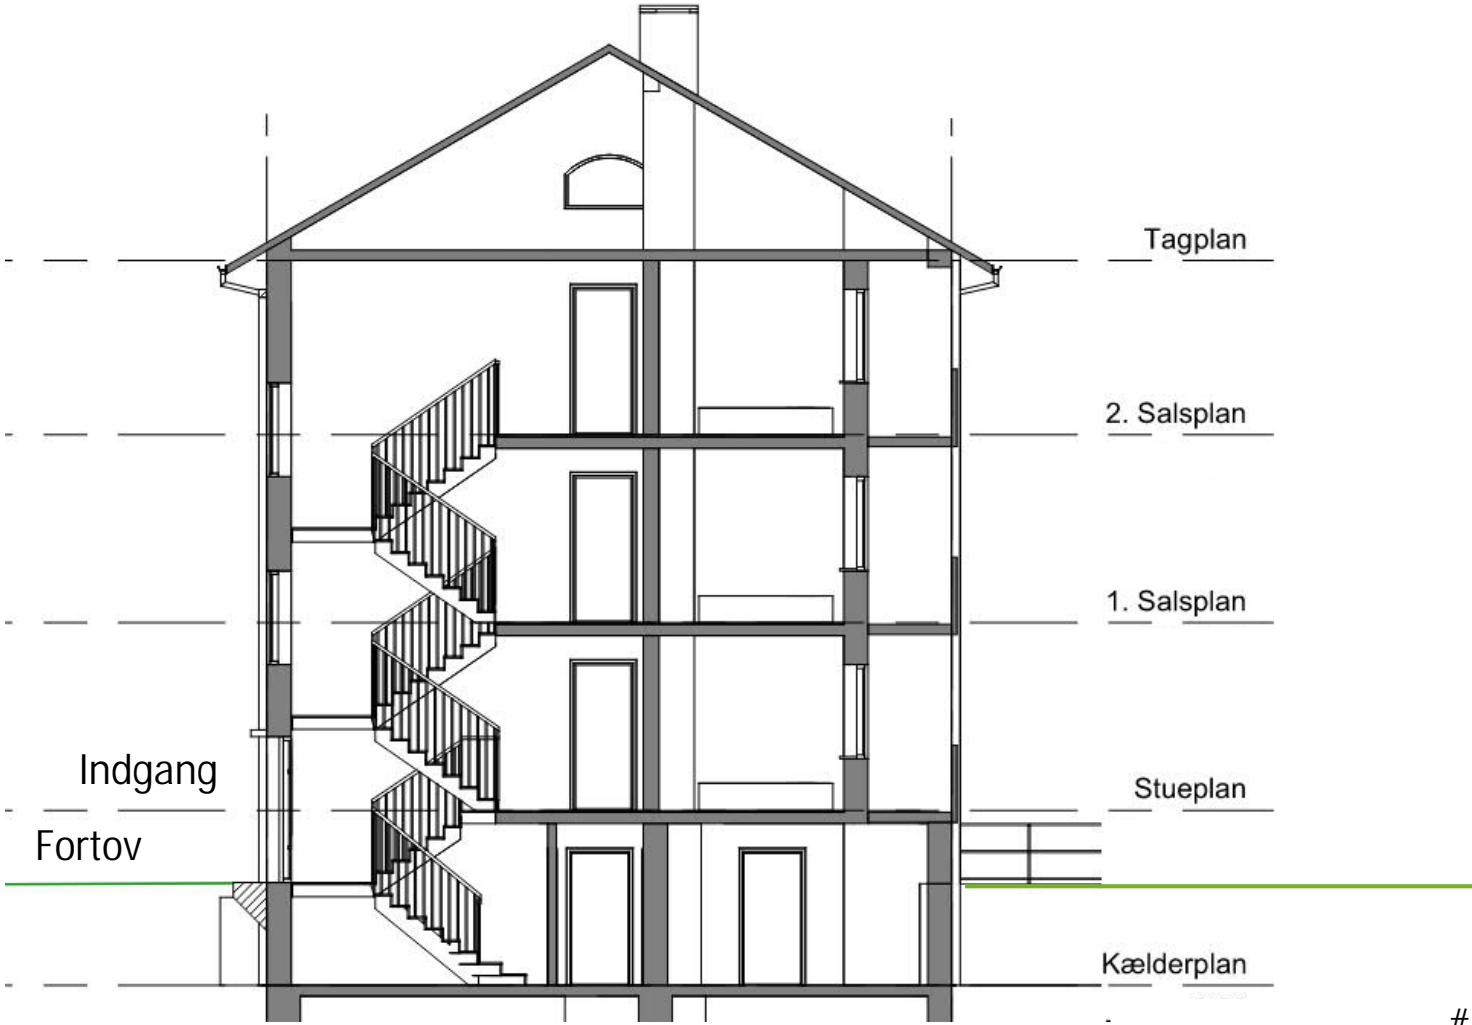 Tagplan
2. Salsplan
1. Salsplan
Indgang
Stueplan
Fortov
Kælderplan
#